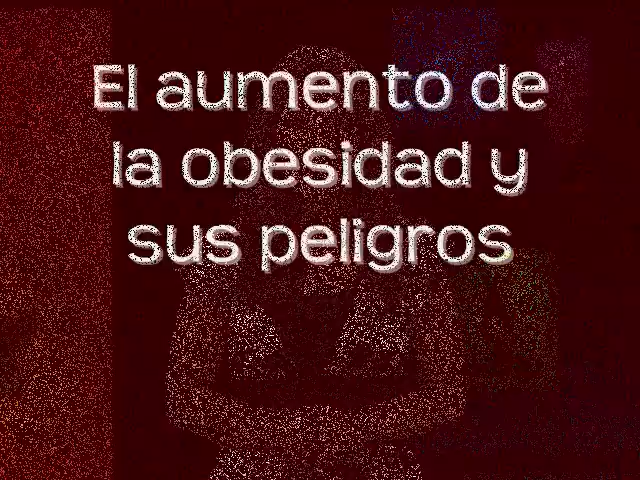 El aumento de
la obesidad y
sus peligros